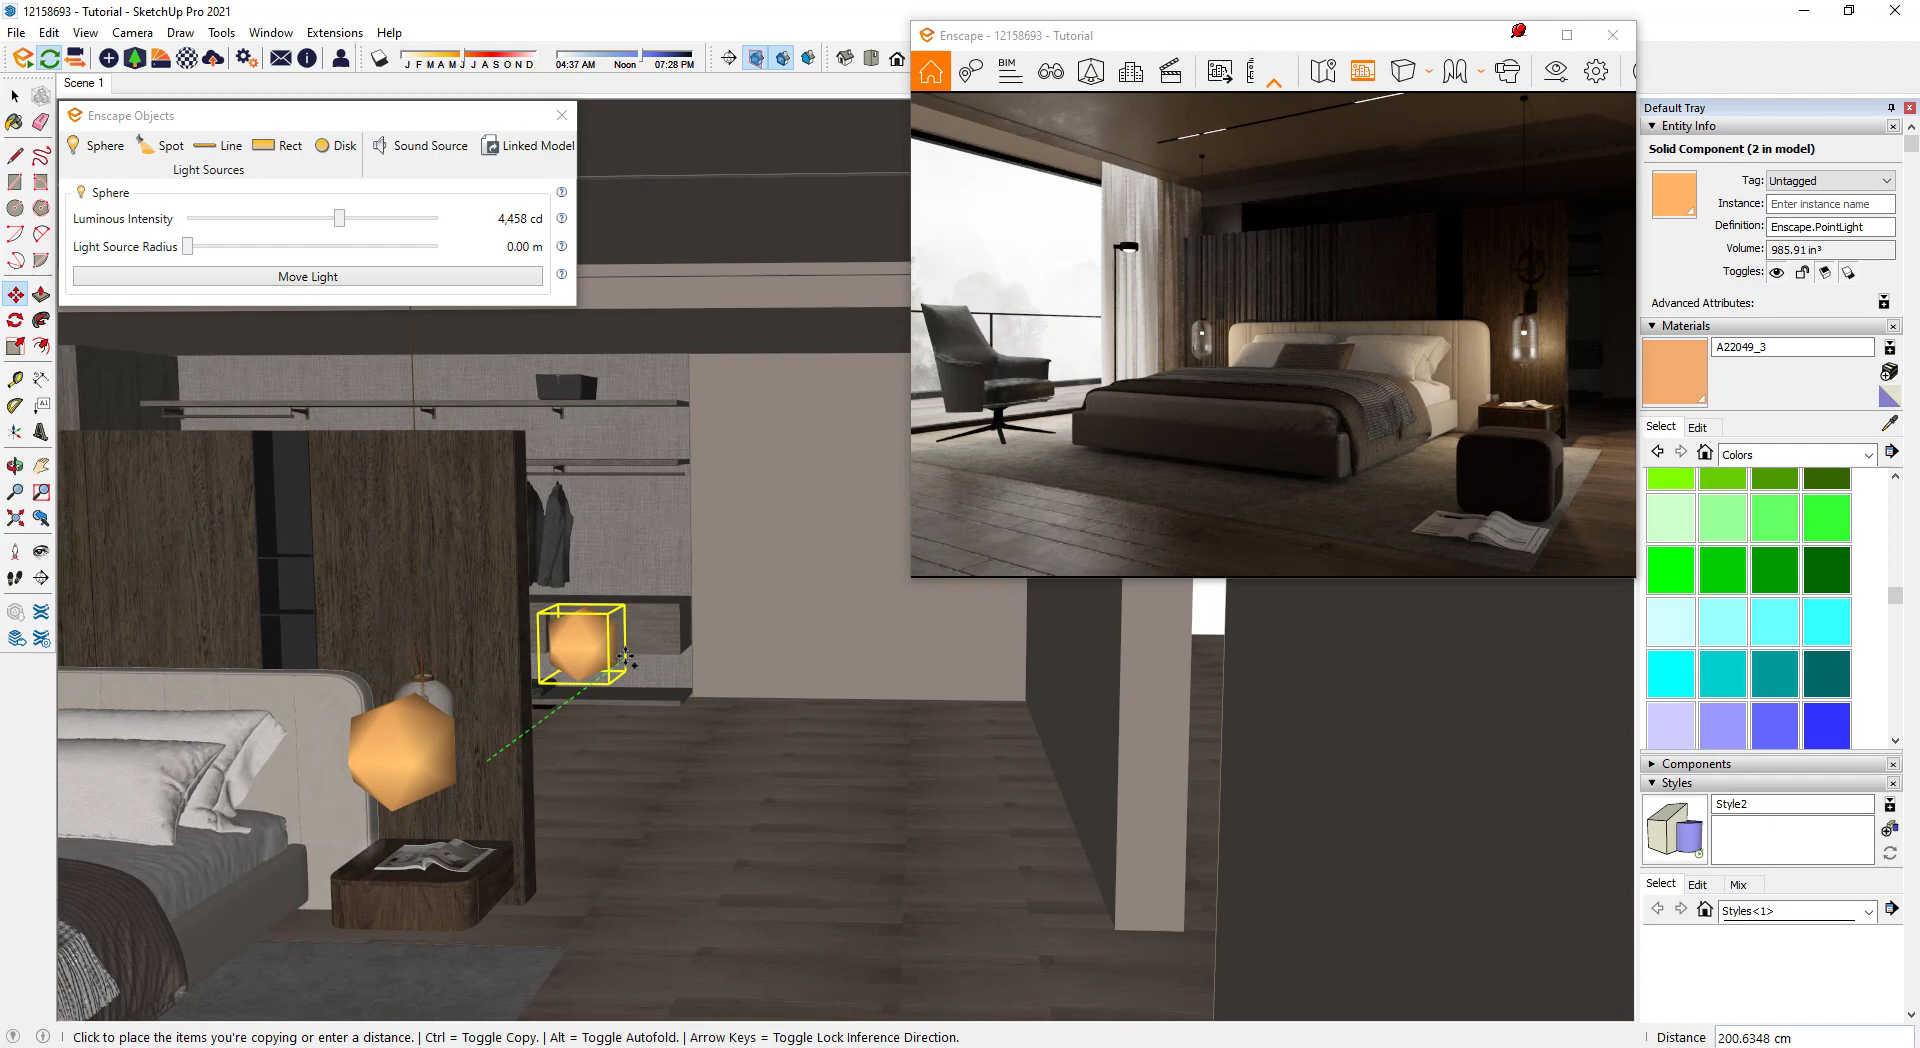 12158693 - Tutorial - SketchUp Pro 2021
File Edit View Camera Draw Tools Window Extensions Help
J F M A M J J A S O N D
04:37 AM Noon 07:28 PM
Scene 1
Enscape Objects
Sphere Spot Line Rect Disk Sound Source Linked Model
Light Sources
Sphere
Luminous Intensity 4,458 cd
Light Source Radius 0.00 m
Move Light
Enscape - 12158693 - Tutorial
BIM
A1
Default Tray
Entity Info
Solid Component (2 in model)
Tag: Untagged
Instance: Enter instance name
Definition: Enscape.PointLight
Volume: 985.91 in³
Toggles:
Advanced Attributes:
Materials
A22049_3
Select Edit
Colors
Components
Styles
Style2
Select Edit Mix
Styles<1>
Click to place the items you're copying or enter a distance. | Ctrl = Toggle Copy. | Alt = Toggle Autofold. | Arrow Keys = Toggle Lock Inference Direction.
Distance 200.6348 cm